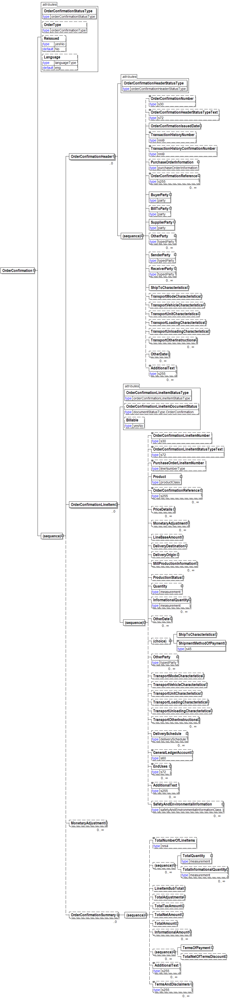 attributes
OrderConfirmationStatusType
type orderConfirmationStatusType
OrderType
type orderConfirmationType
Reissued
type yesNo
default No
Language
type languageType
default eng
attributes
OrderConfirmationHeaderStatusType
type orderConfirmationHeaderStatusType
OrderConfirmationNumber
type s30
OrderConfirmationHeaderStatusTypeText
type s72
OrderConfirmationIssuedDate
TransactionHistoryNumber
type nni9
TransactionHistoryConfirmationNumber
type nni9
OrderConfirmationHeader
..0
PurchaseOrderInformation
type purchaseOrderInformation
OrderConfirmationReference
type s255
0.. ∞
BuyerParty
type party
BillToParty
type party
SupplierParty
type party
(sequence)
OtherParty
type typedParty
0.. ∞
SenderParty
type typedParty
ReceiverParty
type typedParty
0.. ∞
OrderConfirmation
ShipToCharacteristics
TransportModeCharacteristics
TransportVehicleCharacteristics
TransportUnitCharacteristics
TransportLoadingCharacteristics
TransportUnloadingCharacteristics
TransportOtherInstructions
0.. ∞
OtherDate
0.. ∞
AdditionalText
type s255
0.. ∞
attributes
OrderConfirmationLineItemStatusType
type orderConfirmationLineItemStatusType
OrderConfirmationLineItemDocumentStatus
type documentStatusType.OrderConfirmation
Billable
type yesNo
OrderConfirmationLineItemNumber
type s30
OrderConfirmationLineItemStatusTypeText
type s72
PurchaseOrderLineItemNumber
type lineNumberType
Product
type productClass
OrderConfirmationReference
type s255
0.. ∞
OrderConfirmationLineItem
..0
PriceDetails
0.. ∞
MonetaryAdjustment
0.. ∞
(sequence)
LineBaseAmount
DeliveryDestination
DeliveryOrigin
MillProductionInformation
0.. ∞
ProductionStatus
Quantity
type measurement
InformationalQuantity
type measurement
0.. ∞
(sequence)
OtherDate
0.. ∞
(choice)
ShipToCharacteristics
ShipmentMethodOfPayment
type s45
OtherParty
type typedParty
0.. ∞
TransportModeCharacteristics
TransportVehicleCharacteristics
TransportUnitCharacteristics
TransportLoadingCharacteristics
TransportUnloadingCharacteristics
TransportOtherInstructions
0.. ∞
DeliverySchedule
type deliverySchedule
0.. ∞
GeneralLedgerAccount
type s60
EndUses
type s72
0.. ∞
AdditionalText
type s255
0.. ∞
SafetyAndEnvironmentalInformation
type safetyAndEnvironmentalInformationClass
0.. ∞
MonetaryAdjustment
0.. ∞
TotalNumberOfLineItems
type nni4
(sequence)
0.. ∞
TotalQuantity
type measurement
TotalInformationalQuantity
type measurement
0.. ∞
LineItemSubTotal
TotalAdjustments
TotalTaxAmount
OrderConfirmationSummary
..0
(sequence)
TotalNetAmount
TotalAmount
InformationalAmount
0.. ∞
(sequence)
0.. ∞
TermsOfPayment
TotalNetOfTermsDiscount
AdditionalText
type s255
0.. ∞
TermsAndDisclaimers
type s255
0.. ∞